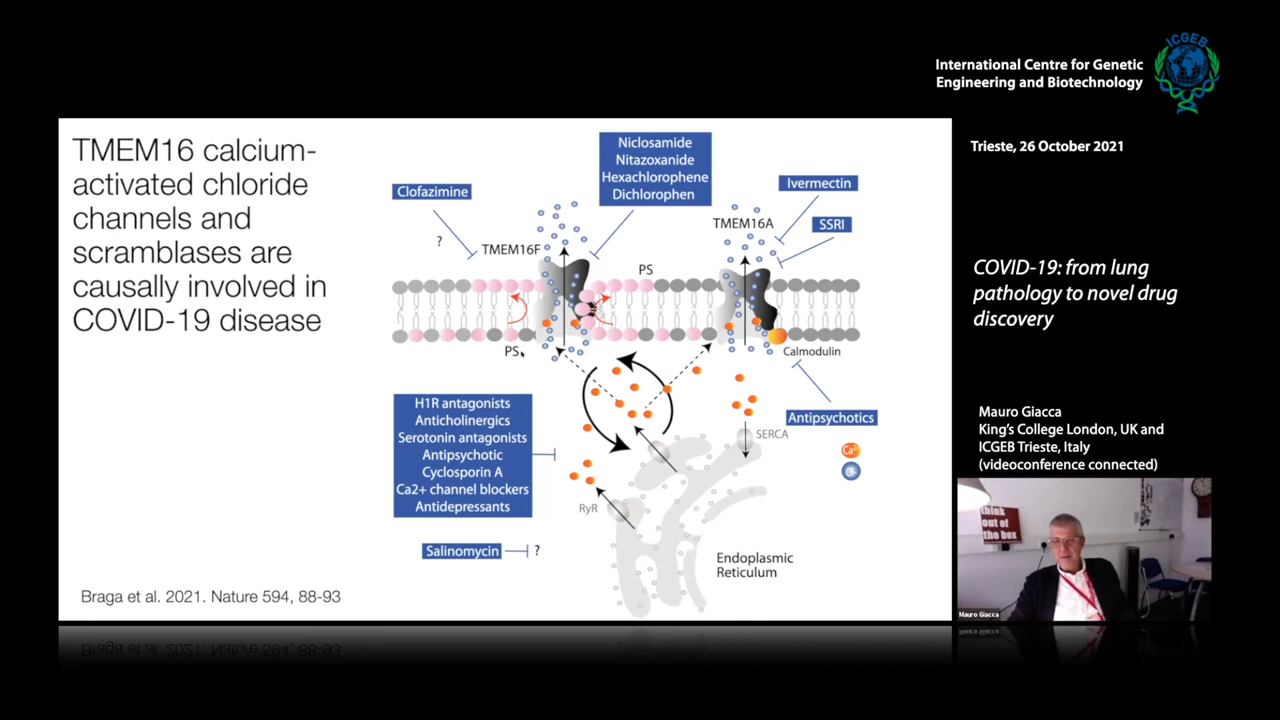 ICGEB
International Centre for Genetic
Engineering and Biotechnology
Trieste, 26 October 2021
TMEM16 calcium-
activated chloride
channels and
scramblases are
causally involved in
COVID-19 disease
Clofazimine
?
Niclosamide
Nitazoxanide
Hexachlorophene
Dichlorophen
Ivermectin
SSRI
TMEM16F
TMEM16A
PS
PS
Calmodulin
H1R antagonists
Anticholinergics
Serotonin antagonists
Antipsychotic
Cyclosporin A
Ca2+ channel blockers
Antidepressants
Antipsychotics
SERCA
Ca2+
Cl-
RyR
Salinomycin
?
Endoplasmic
Reticulum
Braga et al. 2021. Nature 594, 88-93
COVID-19: from lung
pathology to novel drug
discovery
Mauro Giacca
King's College London, UK and
ICGEB Trieste, Italy
(videoconference connected)
think
out of
the box
Mauro Giacca